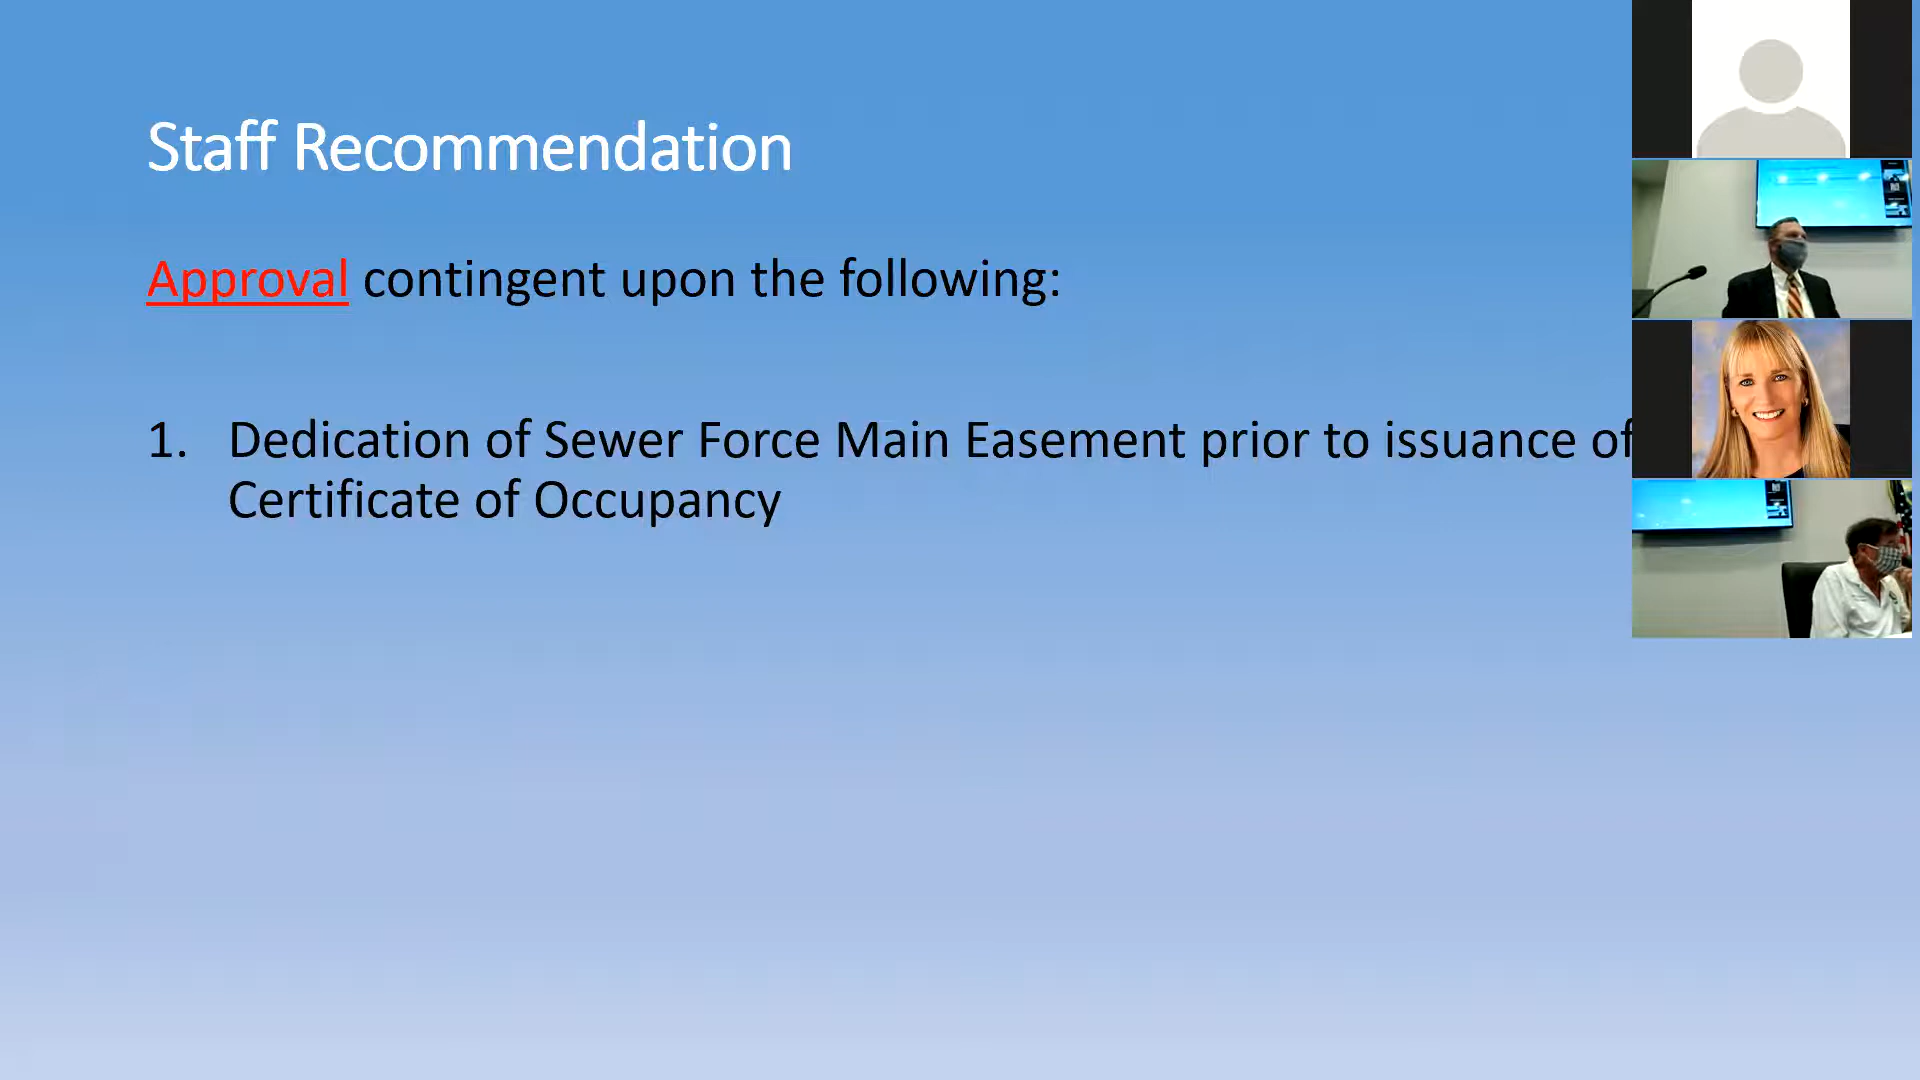 Staff Recommendation
Approval contingent upon the following:
1. Dedication of Sewer Force Main Easement prior to issuance of
Certificate of Occupancy